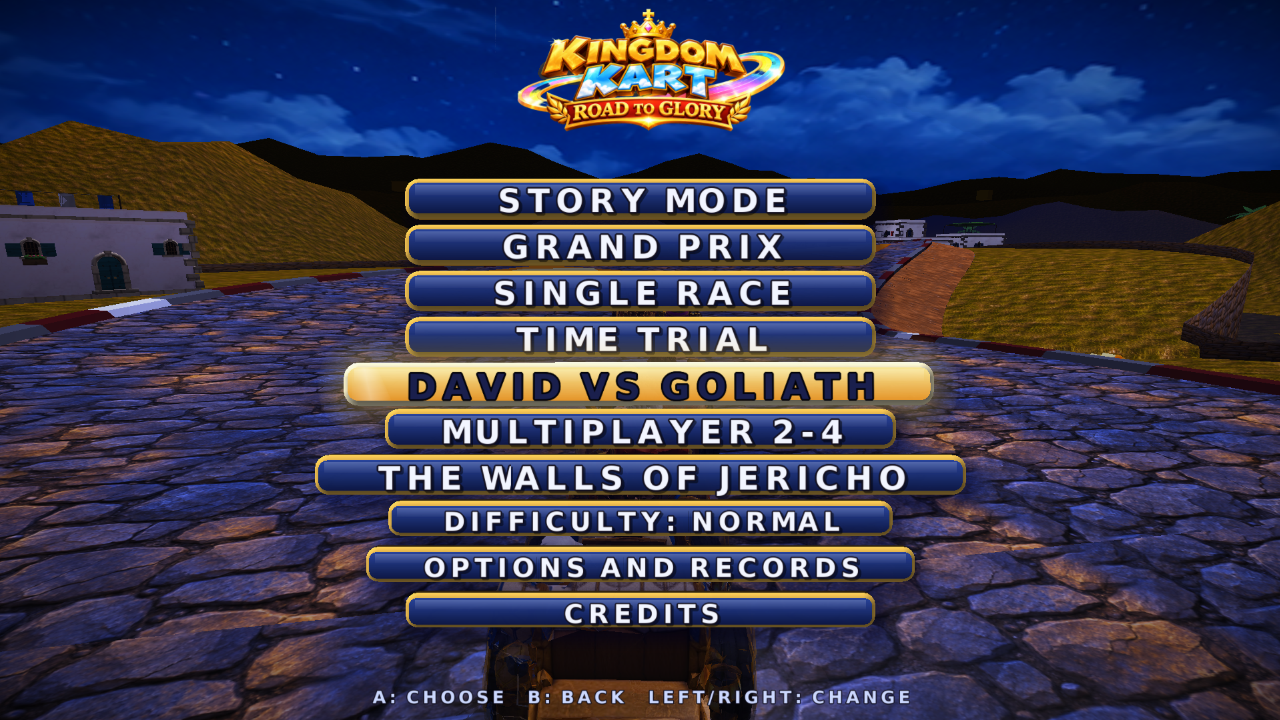 KINGDOM
KART
ROAD TO GLORY
STORY MODE
GRAND PRIX
SINGLE RACE
TIME TRIAL
DAVID VS GOLIATH
MULTIPLAYER 2-4
THE WALLS OF JERICHO
DIFFICULTY: NORMAL
OPTIONS AND RECORDS
CREDITS
A: CHOOSE B: BACK LEFT/RIGHT: CHANGE